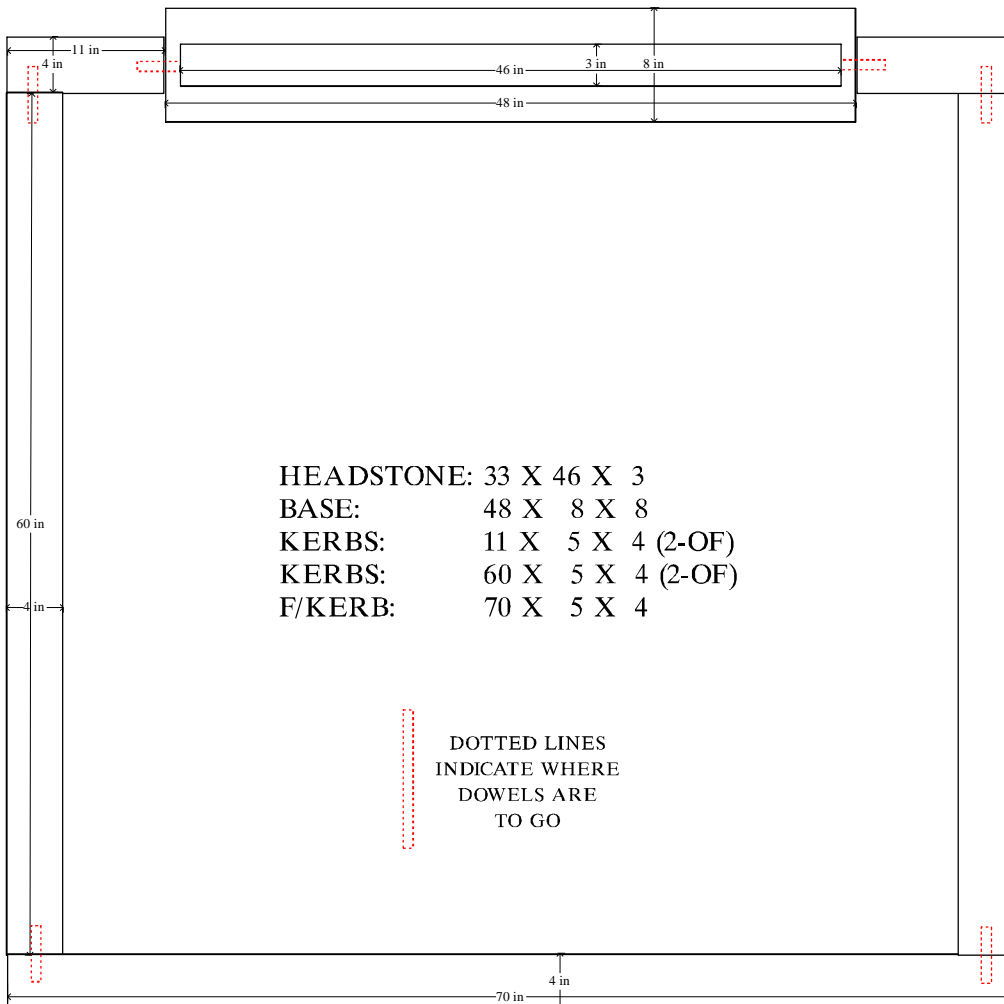 11 in
4 in
46 in
3 in
8 in
48 in
HEADSTONE: 33 X 46 X 3
BASE: 48 X 8 X 8
KERBS: 11 X 5 X 4 (2-OF)
60 in
KERBS: 60 X 5 X 4 (2-OF)
4 in
F/KERB: 70 X 5 X 4
DOTTED LINES
INDICATE WHERE
DOWELS ARE
TO GO
4 in
70 in